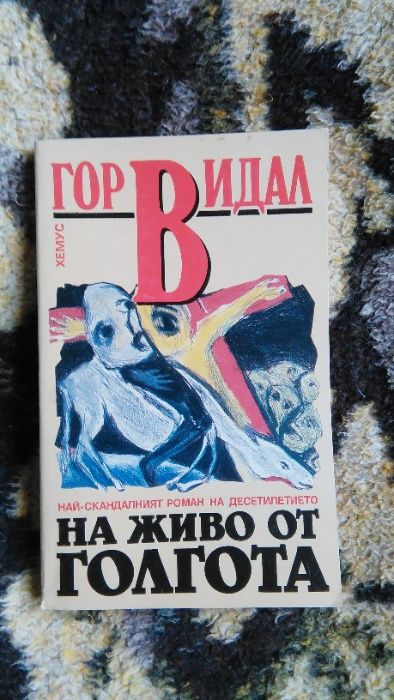 ГОР ВИДАЛ
ХЕМУС
НАЙ-СКАНДАЛНИЯТ РОМАН НА ДЕСЕТИЛЕТИЕТО
НА ЖИВО ОТ
ГОЛГОТА